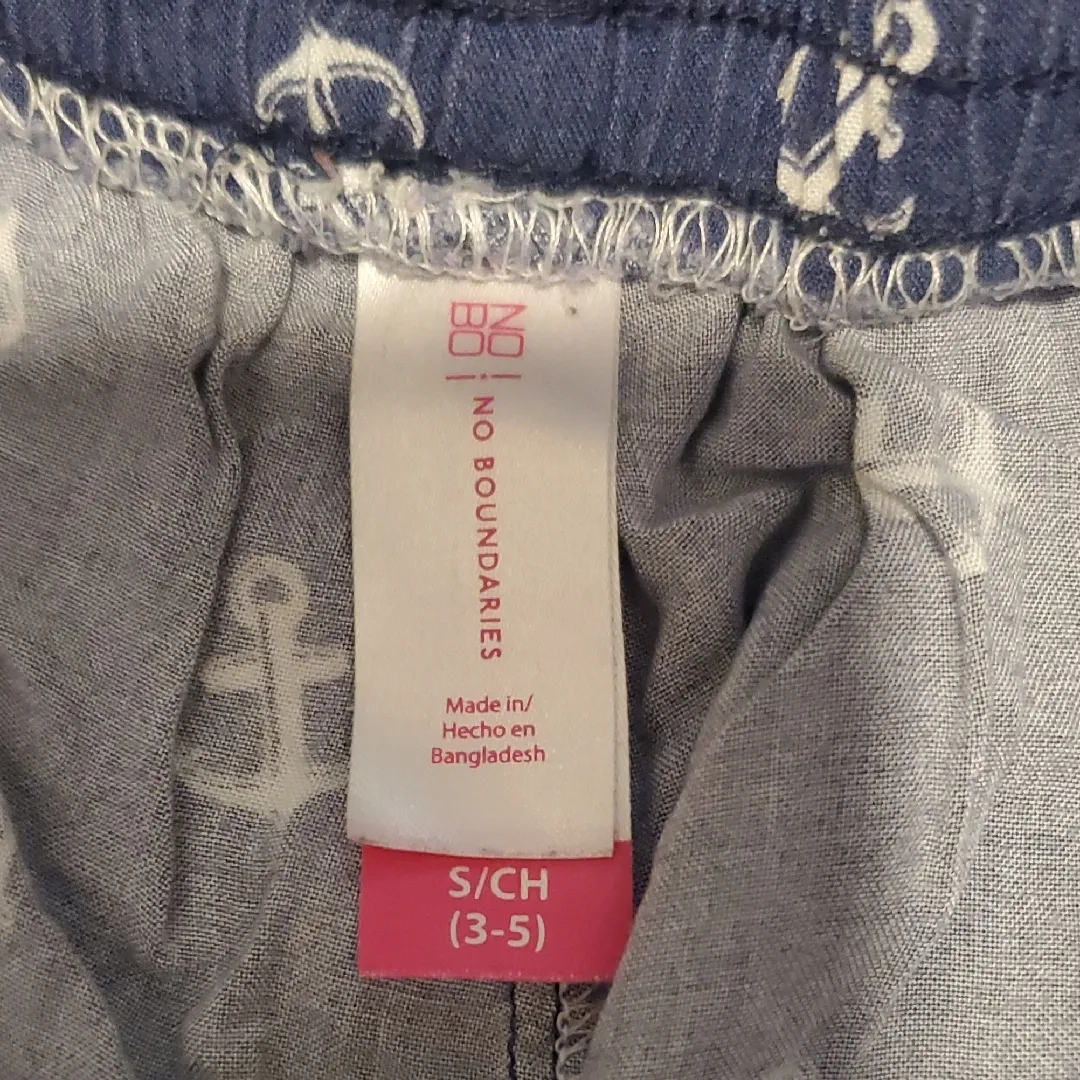 NO
BO
NO BOUNDARIES
Made in/
Hecho en
Bangladesh
S/CH
(3-5)